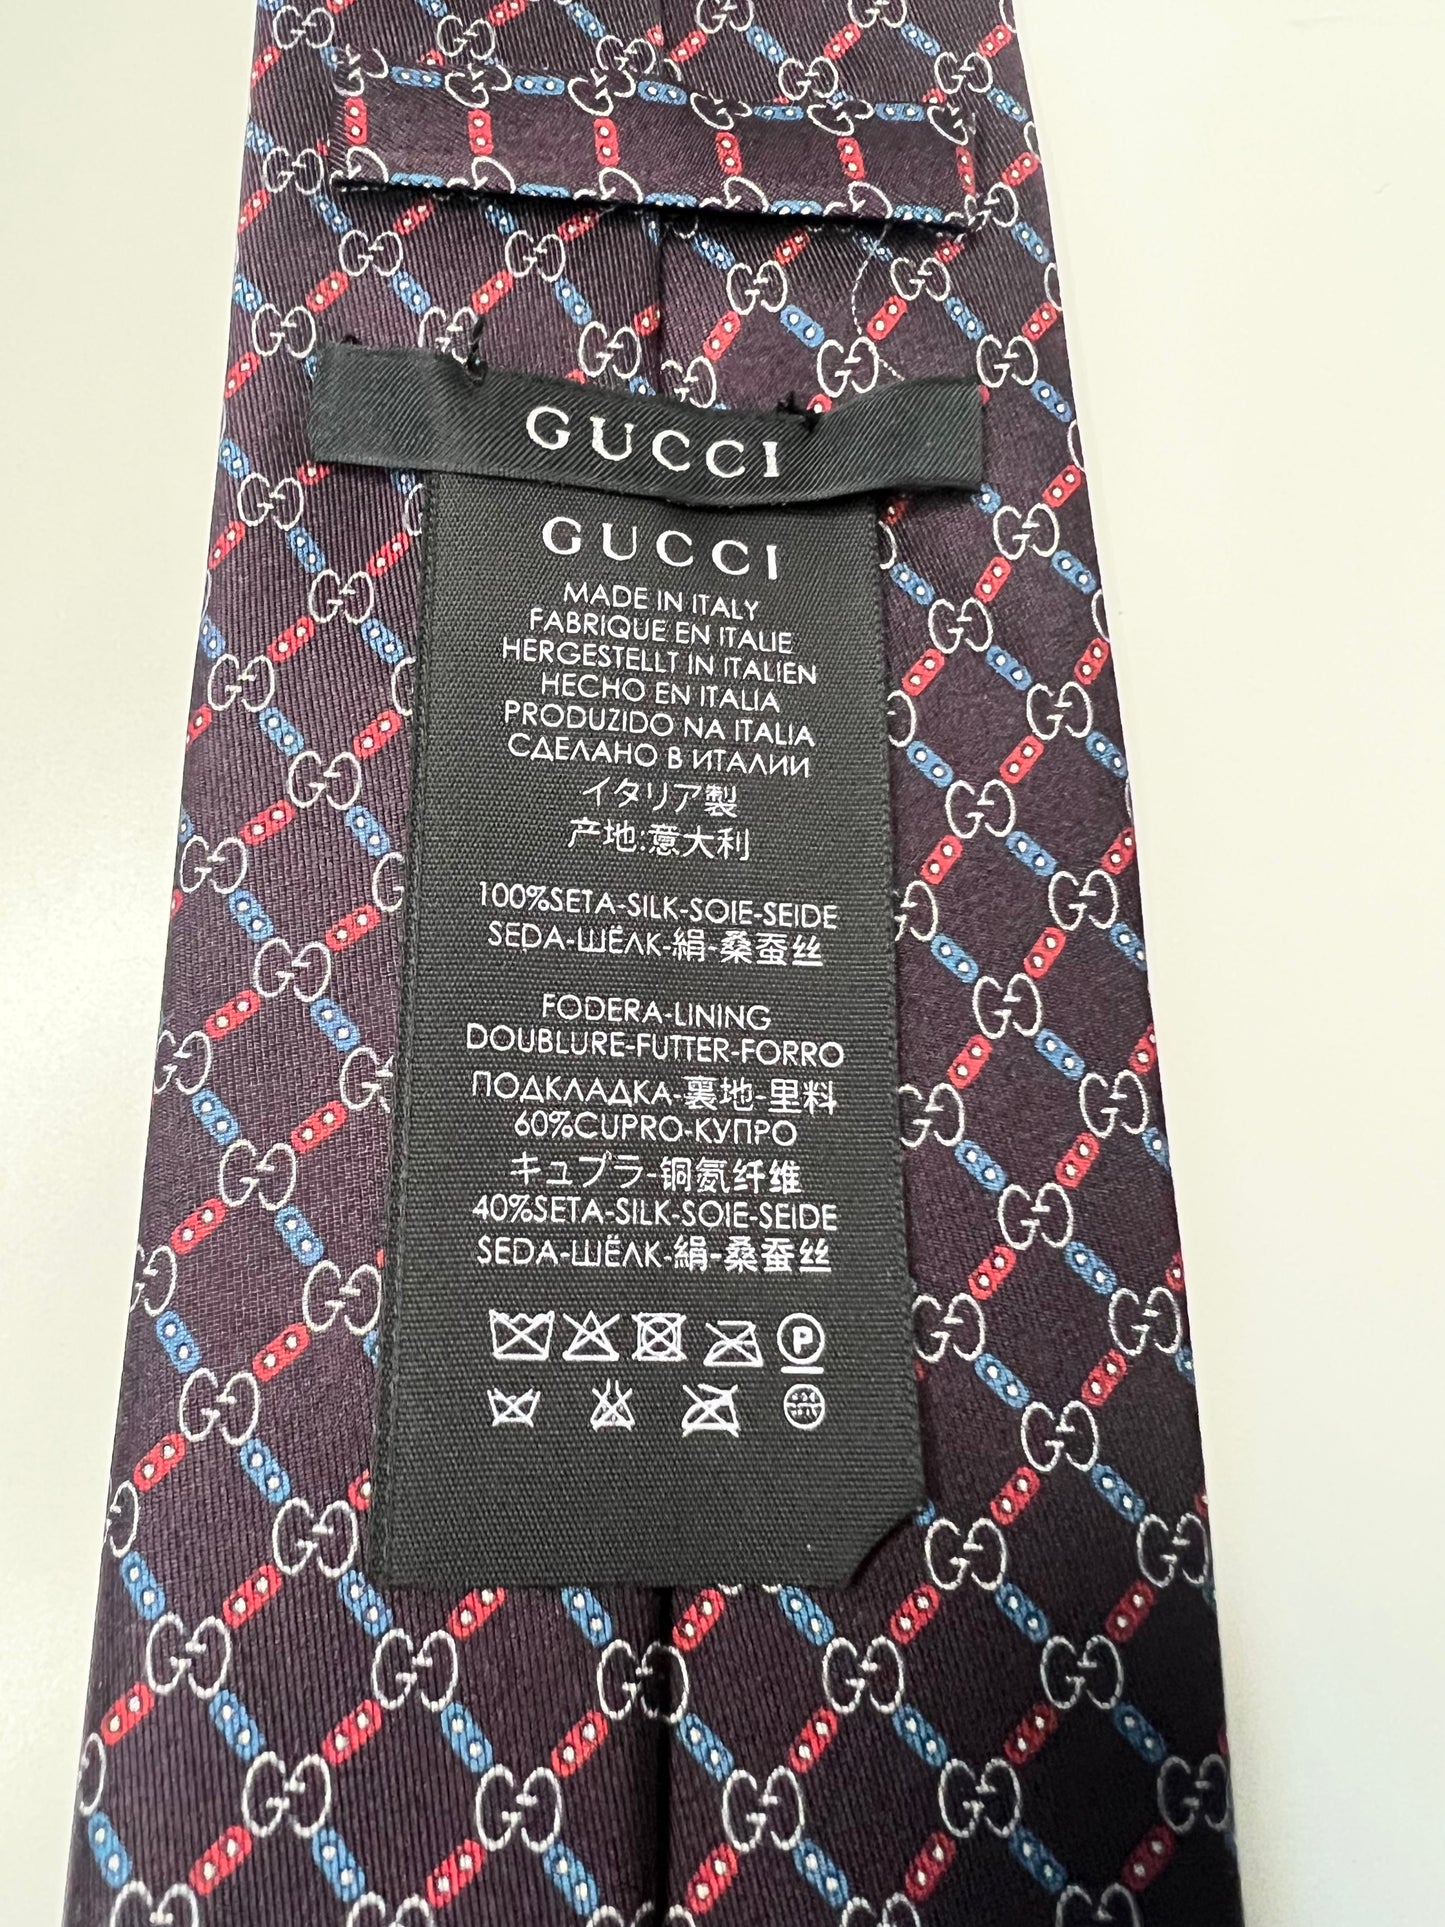 GUCCI
GUCCI
MADE IN ITALY
FABRIQUE EN ITALIE
HERGESTELLT IN ITALIEN
HECHO EN ITALIA
PRODUZIDO NA ITALIA
СДЕЛАНО В ИТАЛИИ
イタリア製
产地:意大利
100%SETA-SILK-SOIE-SEIDE
SEDA-ШЁЛК-絹-桑蚕丝
FODERA-LINING
DOUBLURE-FUTTER-FORRO
ПОДКЛАДКА-裏地-里料
60%CUPRO-КУПРО
キュプラ-铜氨纤维
40%SETA-SILK-SOIE-SEIDE
SEDA-ШЁЛК-絹-桑蚕丝
P